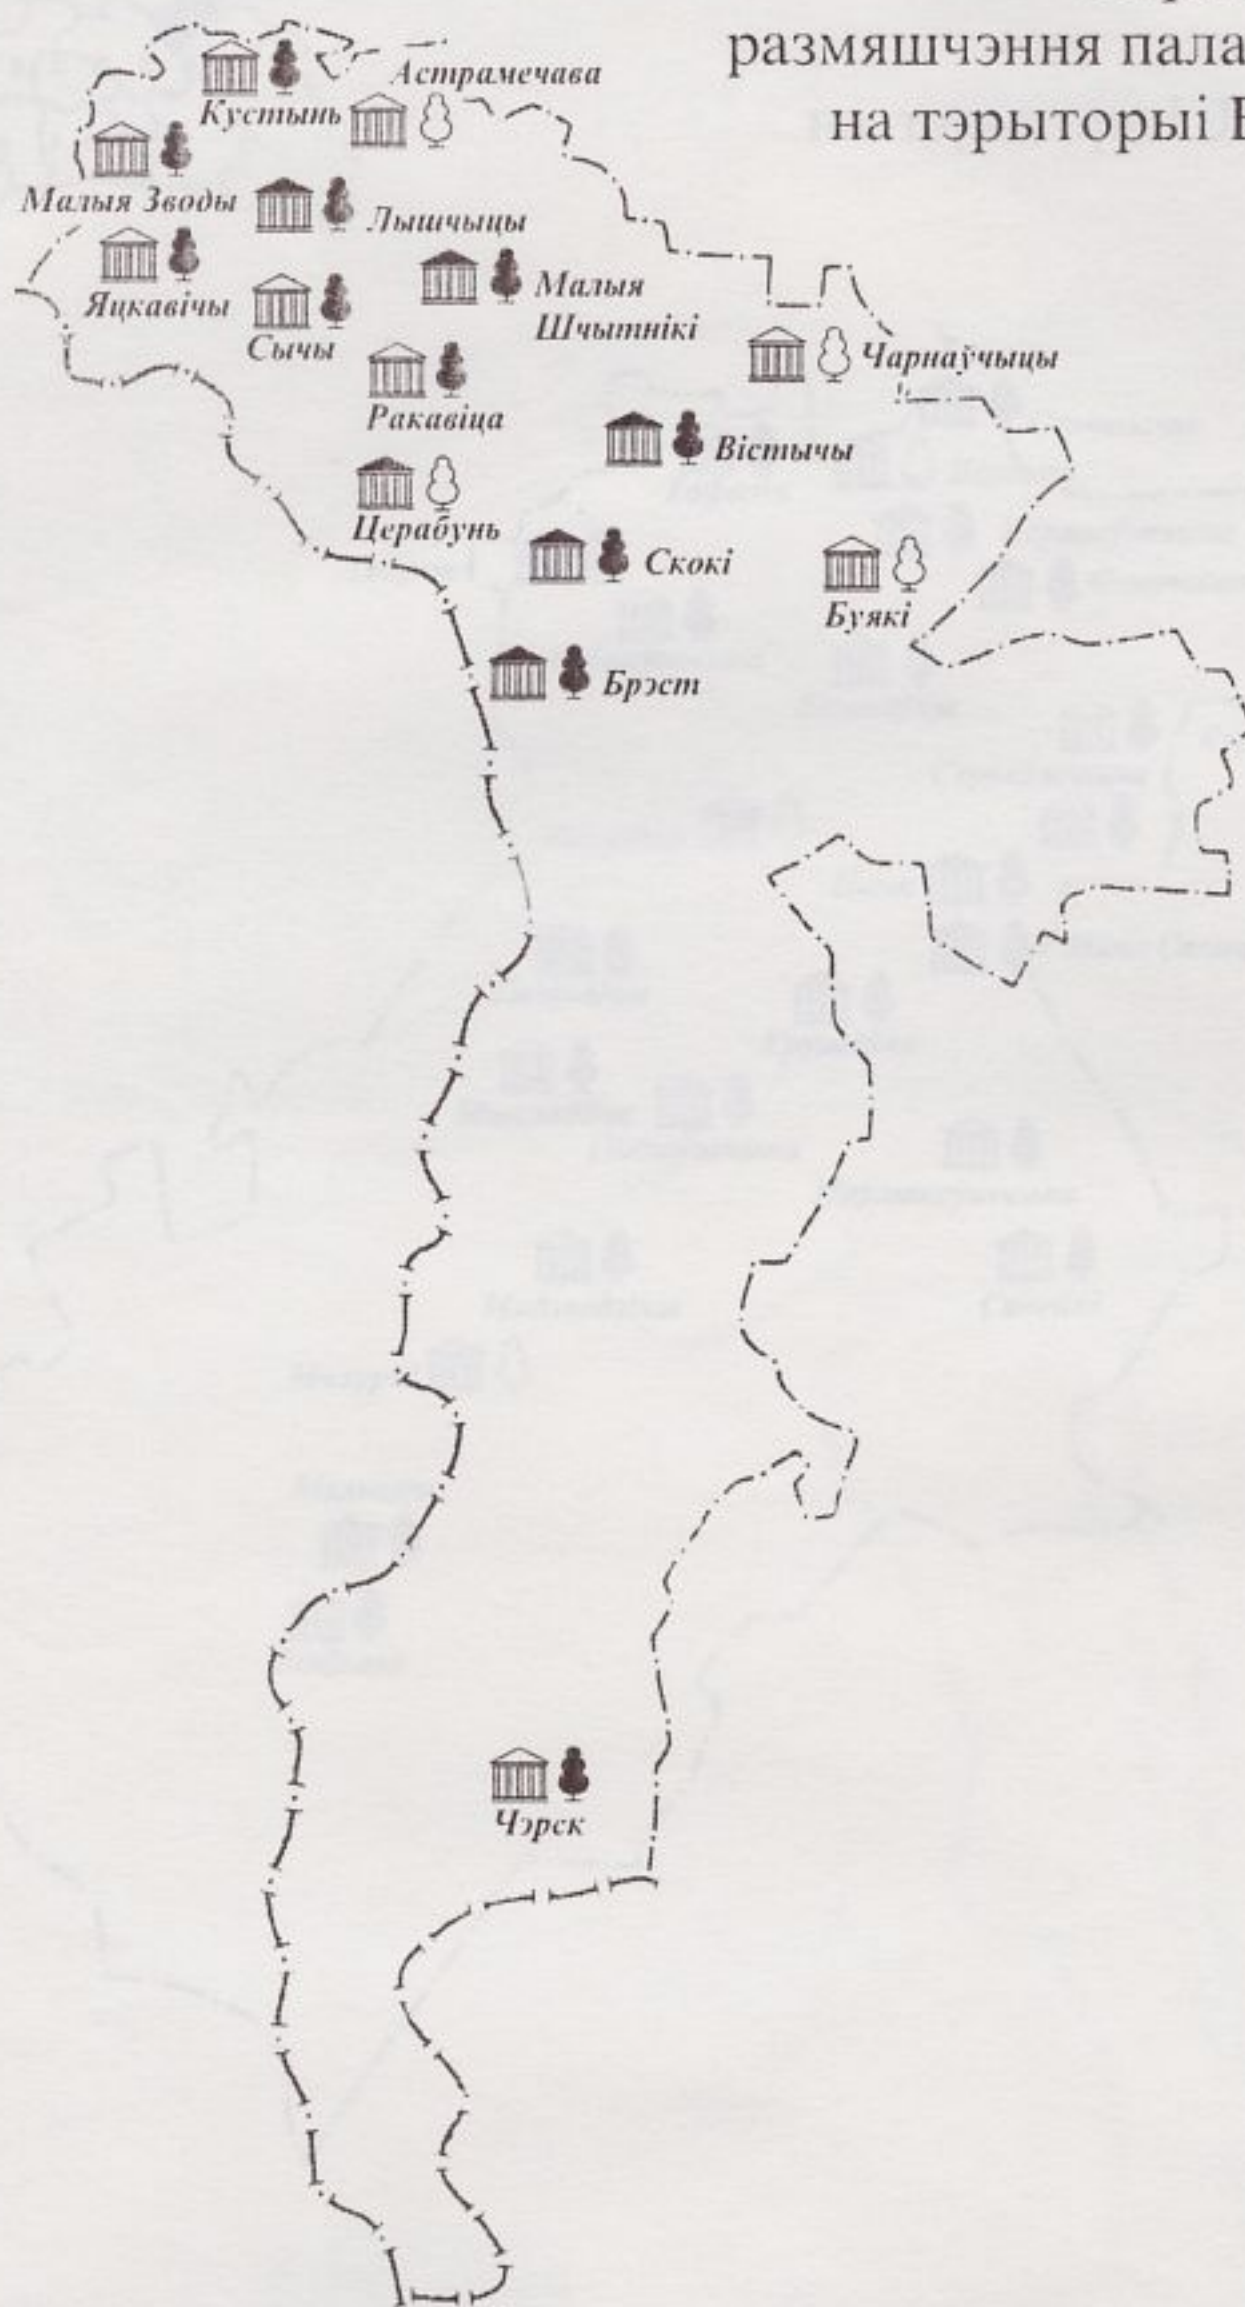 размяшчэння пала
на тэрыторыі
Астрамечава
Кустынь
Малыя Зводы
Лышчыцы
Яцкавічы
Малыя
Шчытнікі
Сычы
Чарнаўчыцы
Ракавіца
Вістычы
Церабунь
Скокі
Буякі
Брэст
Чэрск